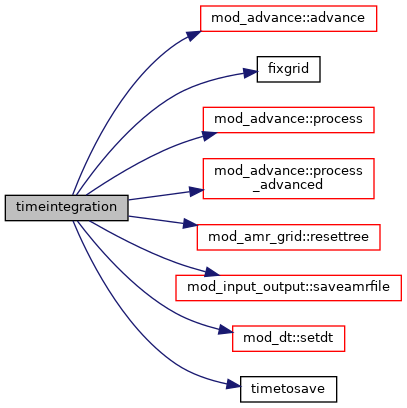 mod_advance::advance
fixgrid
mod_advance::process
mod_advance::process
_advanced
timeintegration
mod_amr_grid::resettree
mod_input_output::saveamrfile
mod_dt::setdt
timetosave